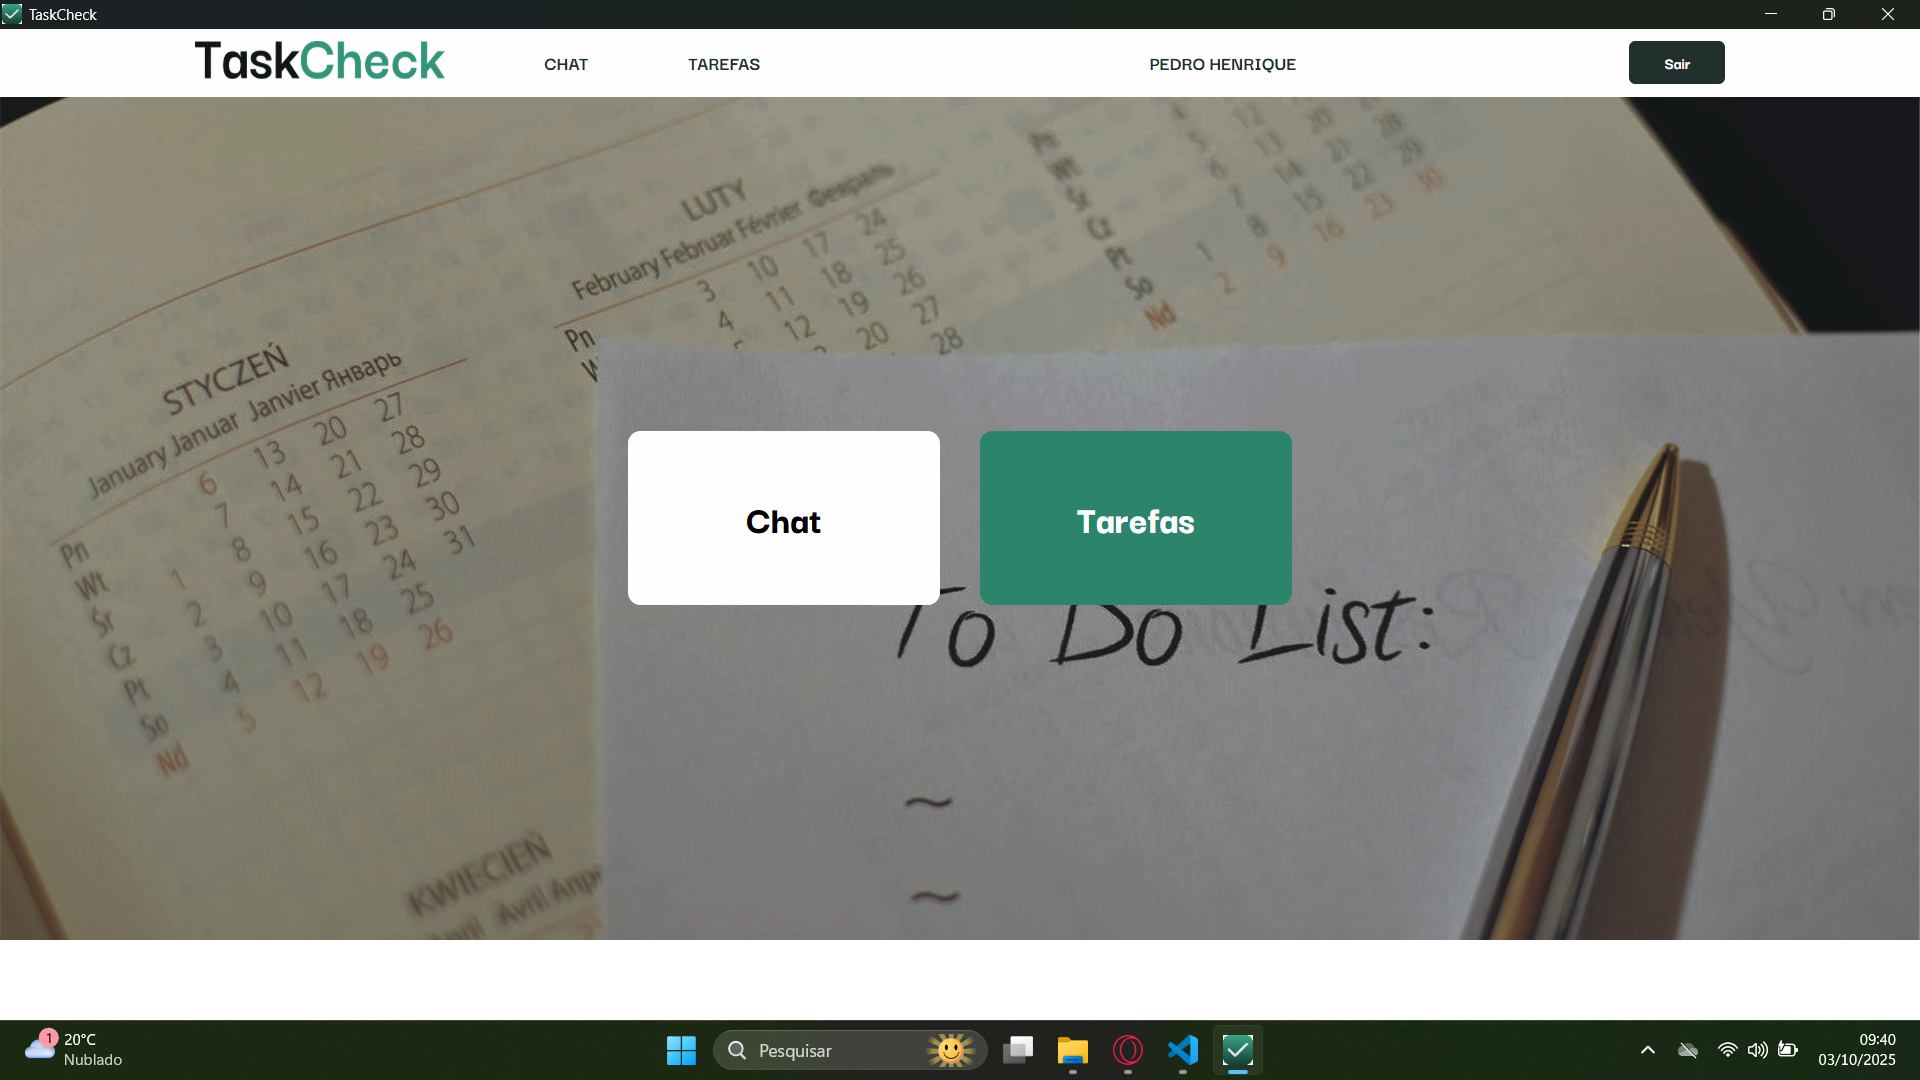 TaskCheck
TaskCheck
CHAT
TAREFAS
PEDRO HENRIQUE
Sair
LUTY
February Februar Février Февраль
3 10 17 24
4 11 18 25
12 19 26
20 27
28
Pn
4
5 12 20 28
6 13 21 29
7 14 22 30
1 8 15 23
2 9 16
Pt
So
Nd
STYCZEŃ
January Januar Janvier Январь
6 13 20 27
7 14 21 28
8 15 22 29
9 16 23 30
10 17 24 31
11 18 25
12 19 26
Pn
Wt
Śr 1
Cz 2
Pt 3
So 4
Nd 5
Chat
Tarefas
To Do List:
~
~
KWIECIEŃ
April Avril
1
20°C
Nublado
Pesquisar
09:40
03/10/2025